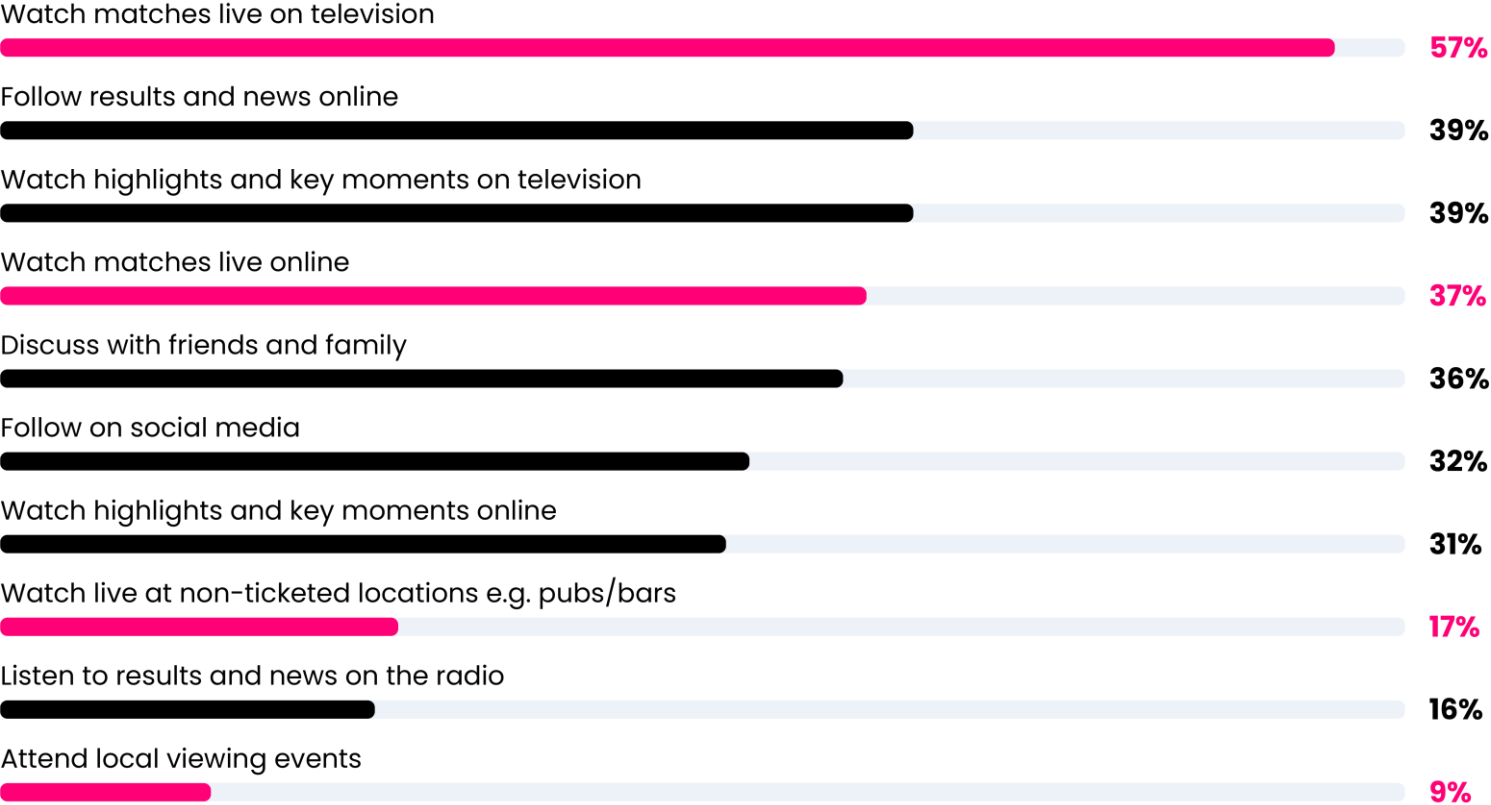 Watch matches live on television
57%
Follow results and news online
39%
Watch highlights and key moments on television
39%
Watch matches live online
37%
Discuss with friends and family
36%
Follow on social media
32%
Watch highlights and key moments online
31%
Watch live at non-ticketed locations e.g. pubs/bars
17%
Listen to results and news on the radio
16%
Attend local viewing events
9%